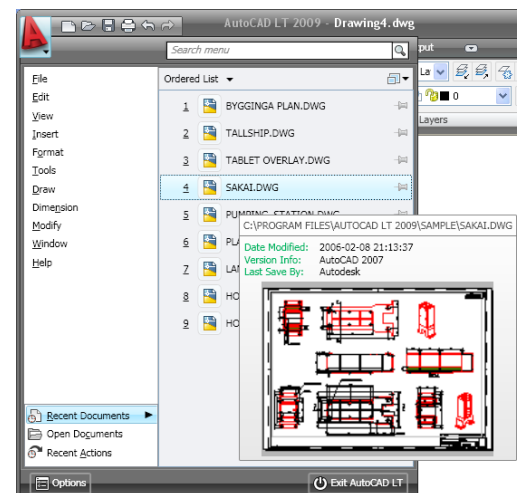 AutoCAD LT 2009 - Drawing4.dwg
Search menu
put
File
Edit
View
Insert
Format
Tools
Draw
Dimension
Modify
Window
Help
Ordered List
1 BYGGINGA PLAN.DWG
2 TALLSHIP.DWG
3 TABLET OVERLAY.DWG
4 SAKAI.DWG
5 PUMPING STATION.DWG
6 PLA
7 LAN
8 HO
9 HO
La
0
Layers
C:\PROGRAM FILES\AUTOCAD LT 2009\SAMPLE\SAKAI.DWG
Date Modified: 2006-02-08 21:13:37
Version Info: AutoCAD 2007
Last Save By: Autodesk
Recent Documents
Open Documents
Recent Actions
Options
Exit AutoCAD LT